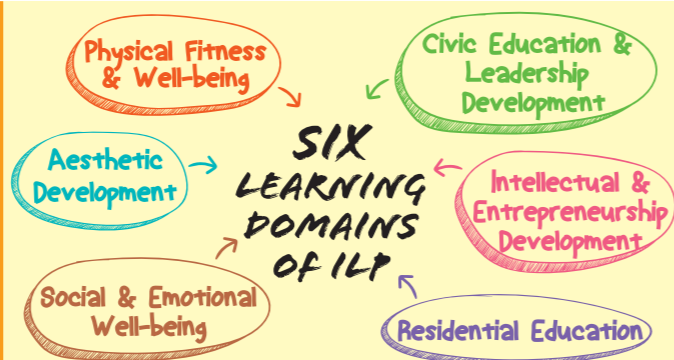 Physical Fitness
& Well-being
Civic Education &
Leadership
Development
Aesthetic
Development
SIX
LEARNING
DOMAINS
OF ILP
Intellectual &
Entrepreneurship
Development
Social & Emotional
Well-being
Residential Education